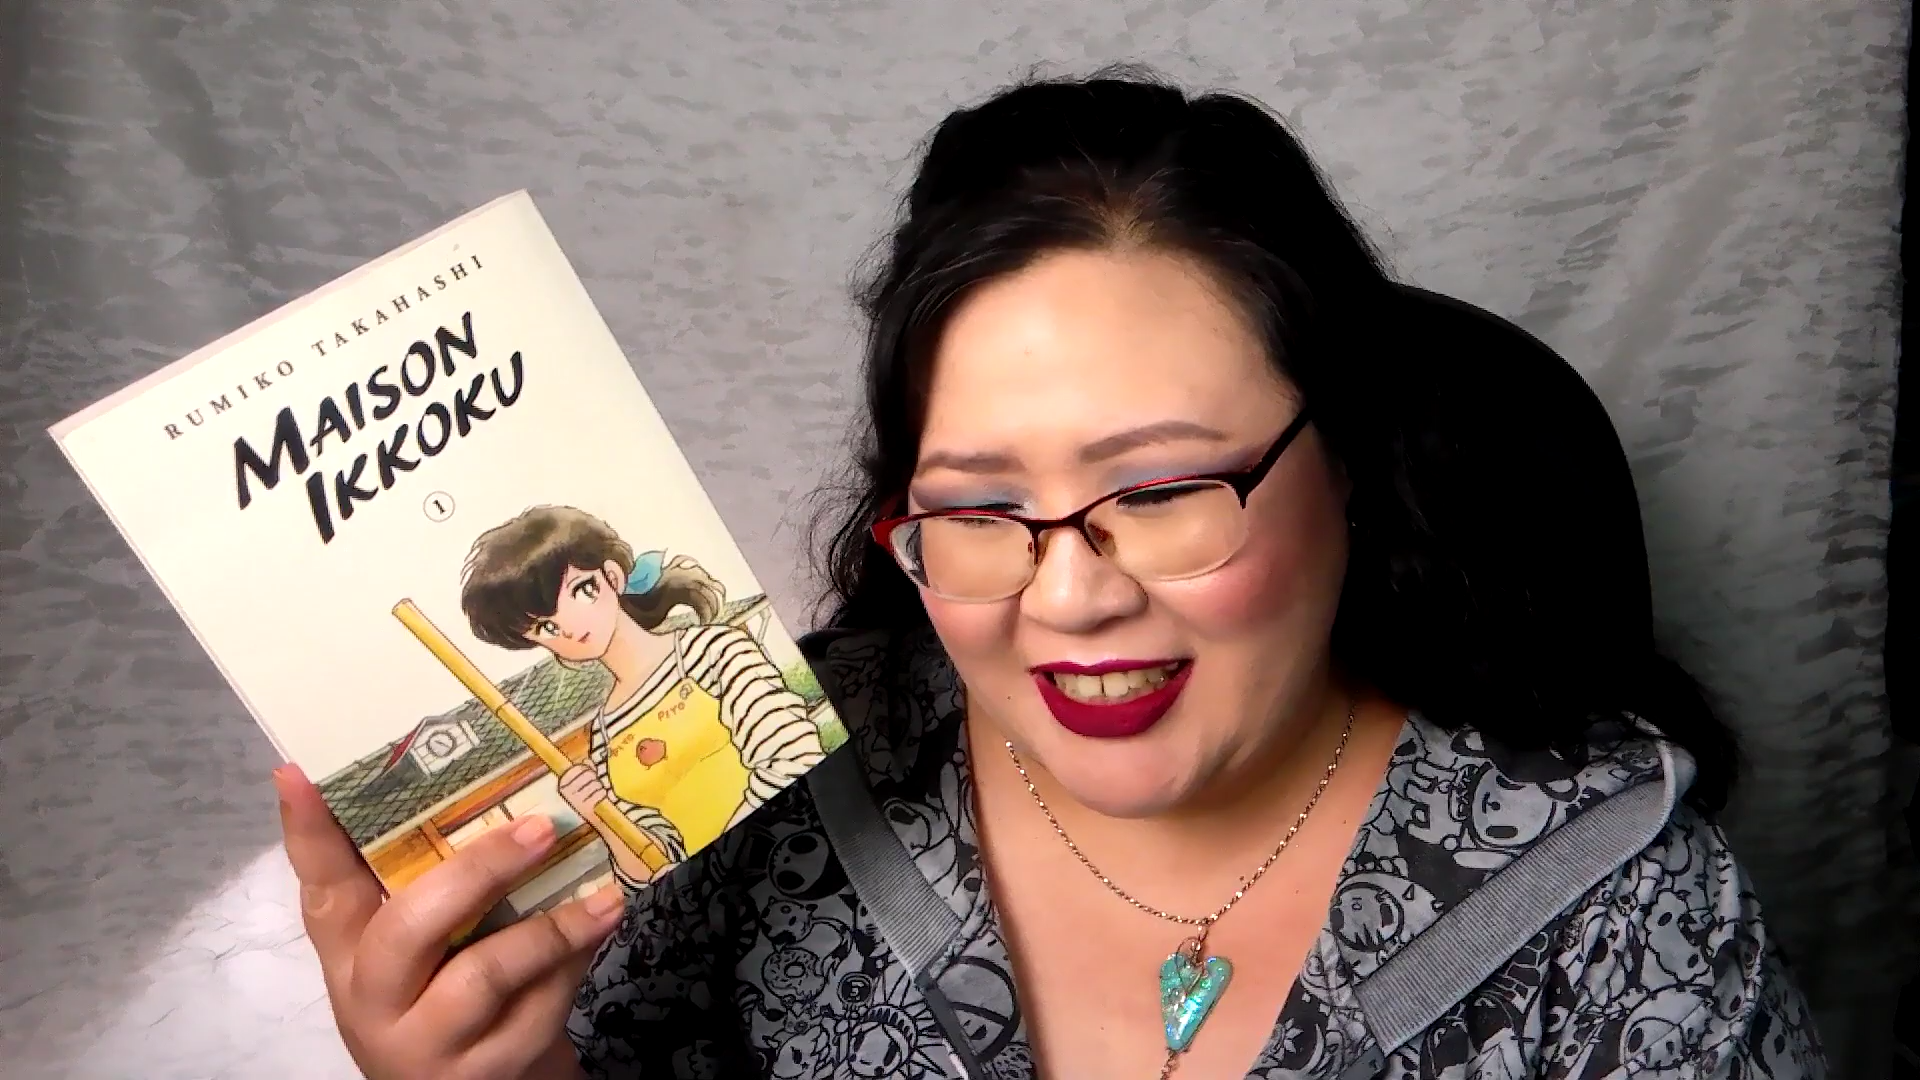 RUMIKO TAKAHASHI
MAISON
IKKOKU
1
PIYO
PIYO